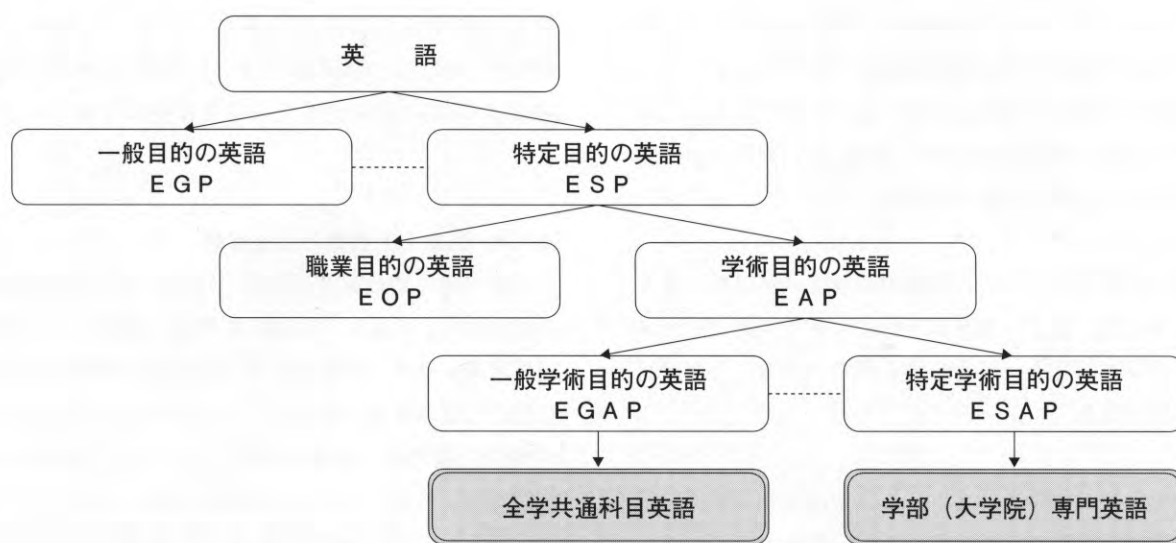 英　語
一般目的の英語
ＥＧＰ
特定目的の英語
ＥＳＰ
職業目的の英語
ＥＯＰ
学術目的の英語
ＥＡＰ
一般学術目的の英語
ＥＧＡＰ
特定学術目的の英語
ＥＳＡＰ
全学共通科目英語
学部（大学院）専門英語